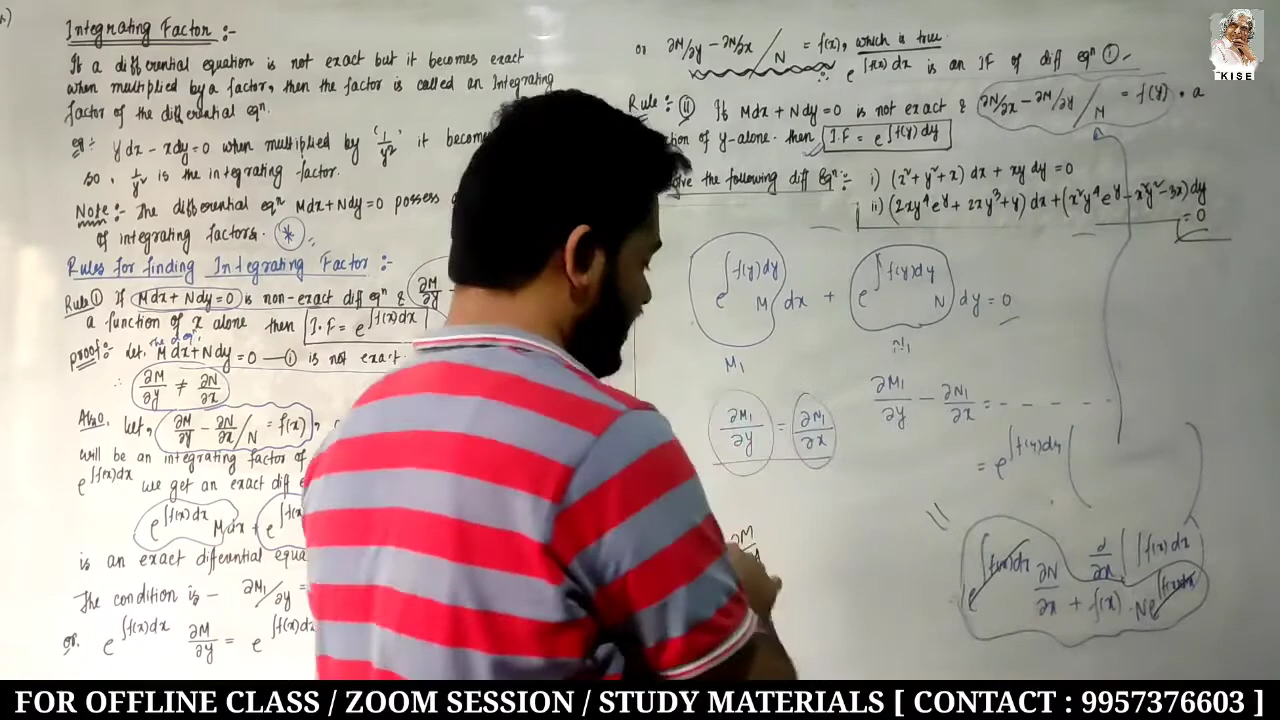 Integrating Factor :-
If a differential equation is not exact but it becomes exact
when multiplied by a factor, then the factor is called an Integrating
factor of the differential eqⁿ.
eg:- ydx - xdy = 0 when multiplied by '1/y²' it becomes
so, 1/y² is the integrating factor.
Note:- The differential eqⁿ Mdx+Ndy=0 possess
of integrating factors. *
Rules for finding Integrating Factor :-
Rule ① If Mdx+Ndy=0 is non-exact diff eqⁿ & ∂M/∂y -
a function of x alone then I.F = e^∫f(x)dx
proof:- Let, the eqⁿ Mdx+Ndy=0 —(i) is not exact.
∴ ∂M/∂y ≠ ∂N/∂x
Also, let, ∂M/∂y - ∂N/∂x / N = f(x)
will be an integrating factor of
e^∫f(x)dx we get an exact diff
e^∫f(x)dx Mdx + e^∫f(x)
is an exact differential equa
The condition is - ∂M₁/∂y =
or, e^∫f(x)dx ∂M/∂y = e^∫f(x)dx
or ∂M/∂y - ∂N/∂x / N = f(x), which is true.
∴ e^∫f(x)dx is an IF of diff eqⁿ ①.
Rule:- ⑪ If Mdx+Ndy=0 is not exact & ∂N/∂x - ∂M/∂y / M = f(y), a
ction of y-alone then I.F = e^∫f(y)dy
ve the following diff Eqⁿ:- i) (x²+y²+x) dx + xy dy = 0
ii) (2xy⁴e^y + 2xy³+y) dx + (x²y⁴e^y - x²y² - 3x)dy = 0
e^∫f(y)dy M dx + e^∫f(y)dy N dy = 0
M₁ N₁
∂M₁/∂y = ∂N₁/∂x
∂M₁/∂y - ∂N₁/∂x = - - - - -
= e^∫f(y)dy ( )
∂M
d/dx ∫f(x)dx
e^∫f(x)dx ∂N/∂x + f(x) · N e^∫f(x)dx
KISE
FOR OFFLINE CLASS / ZOOM SESSION / STUDY MATERIALS [ CONTACT : 9957376603 ]